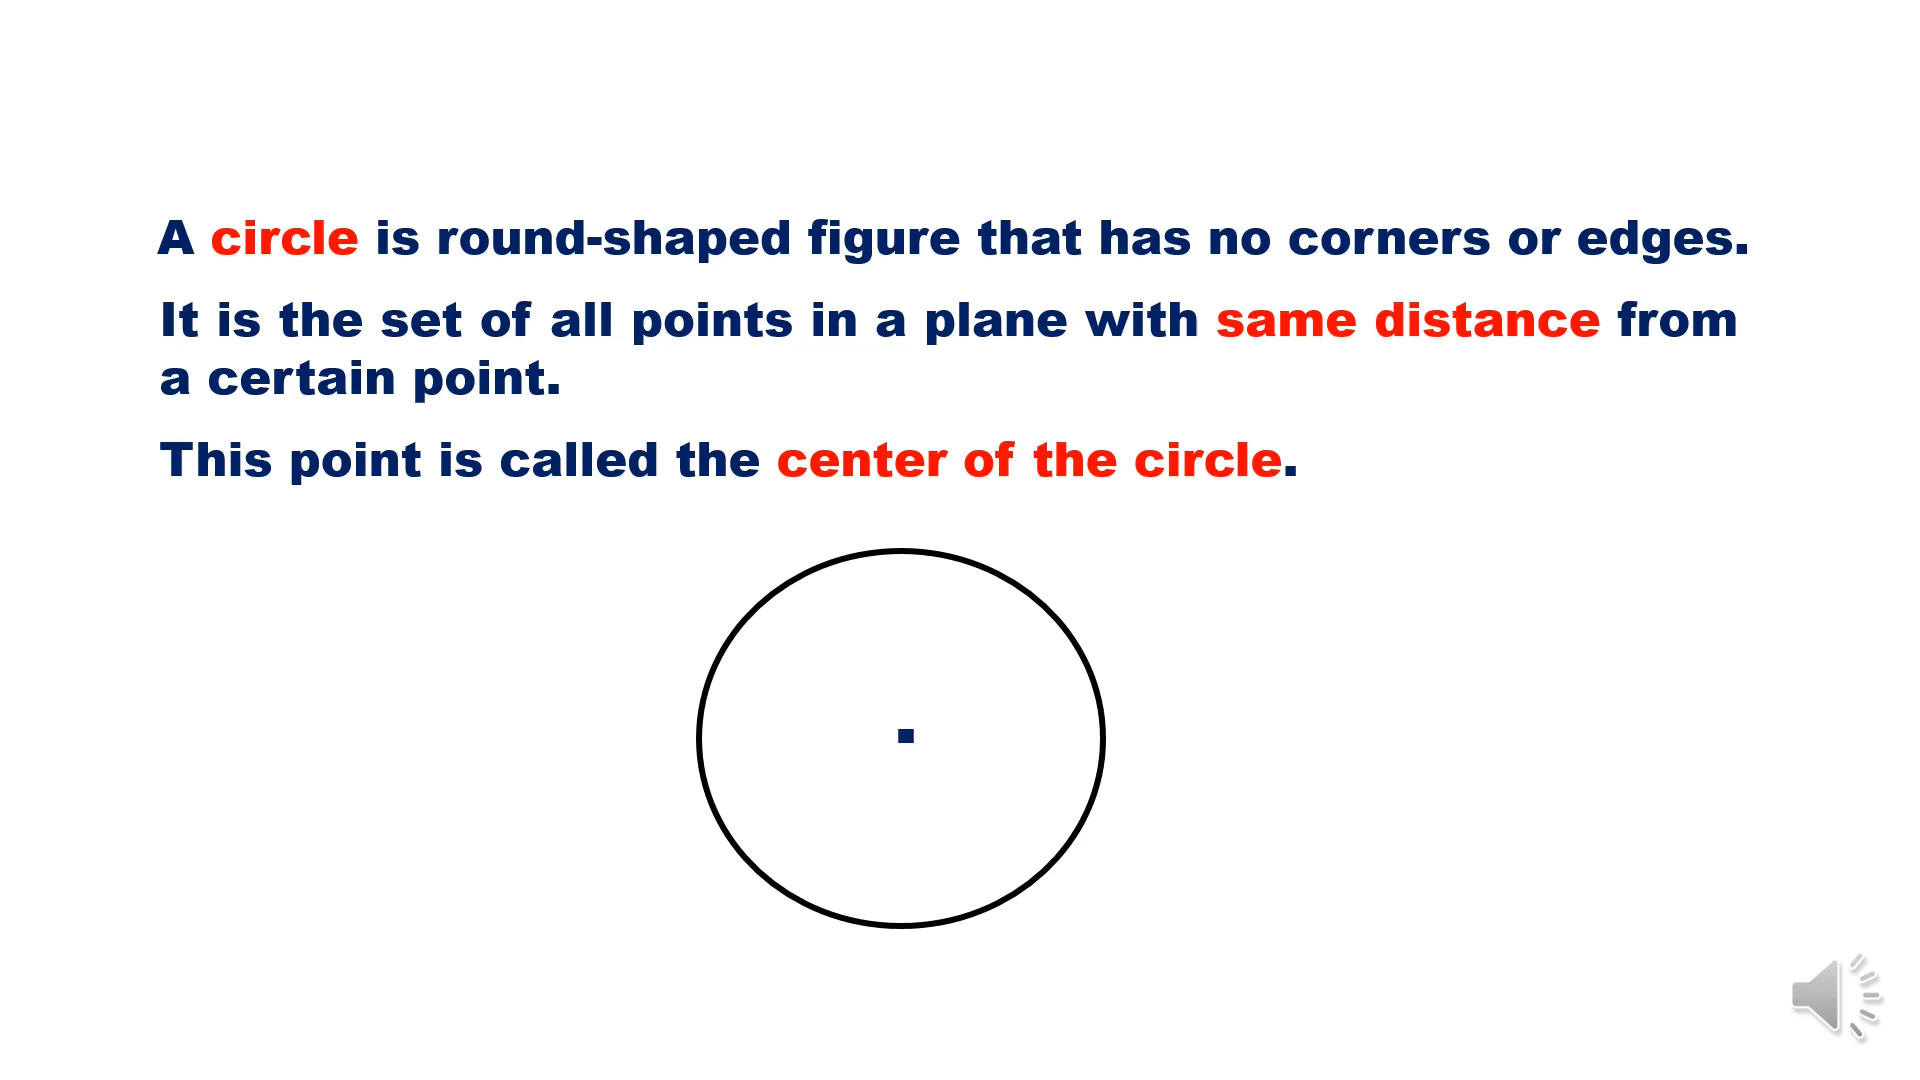 A circle is round-shaped figure that has no corners or edges.
It is the set of all points in a plane with same distance from
a certain point.
This point is called the center of the circle.